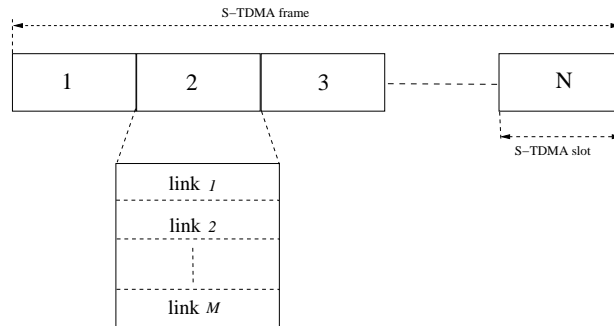 S−TDMA frame
1 2 3 N
S−TDMA slot
link 1
link 2
link M